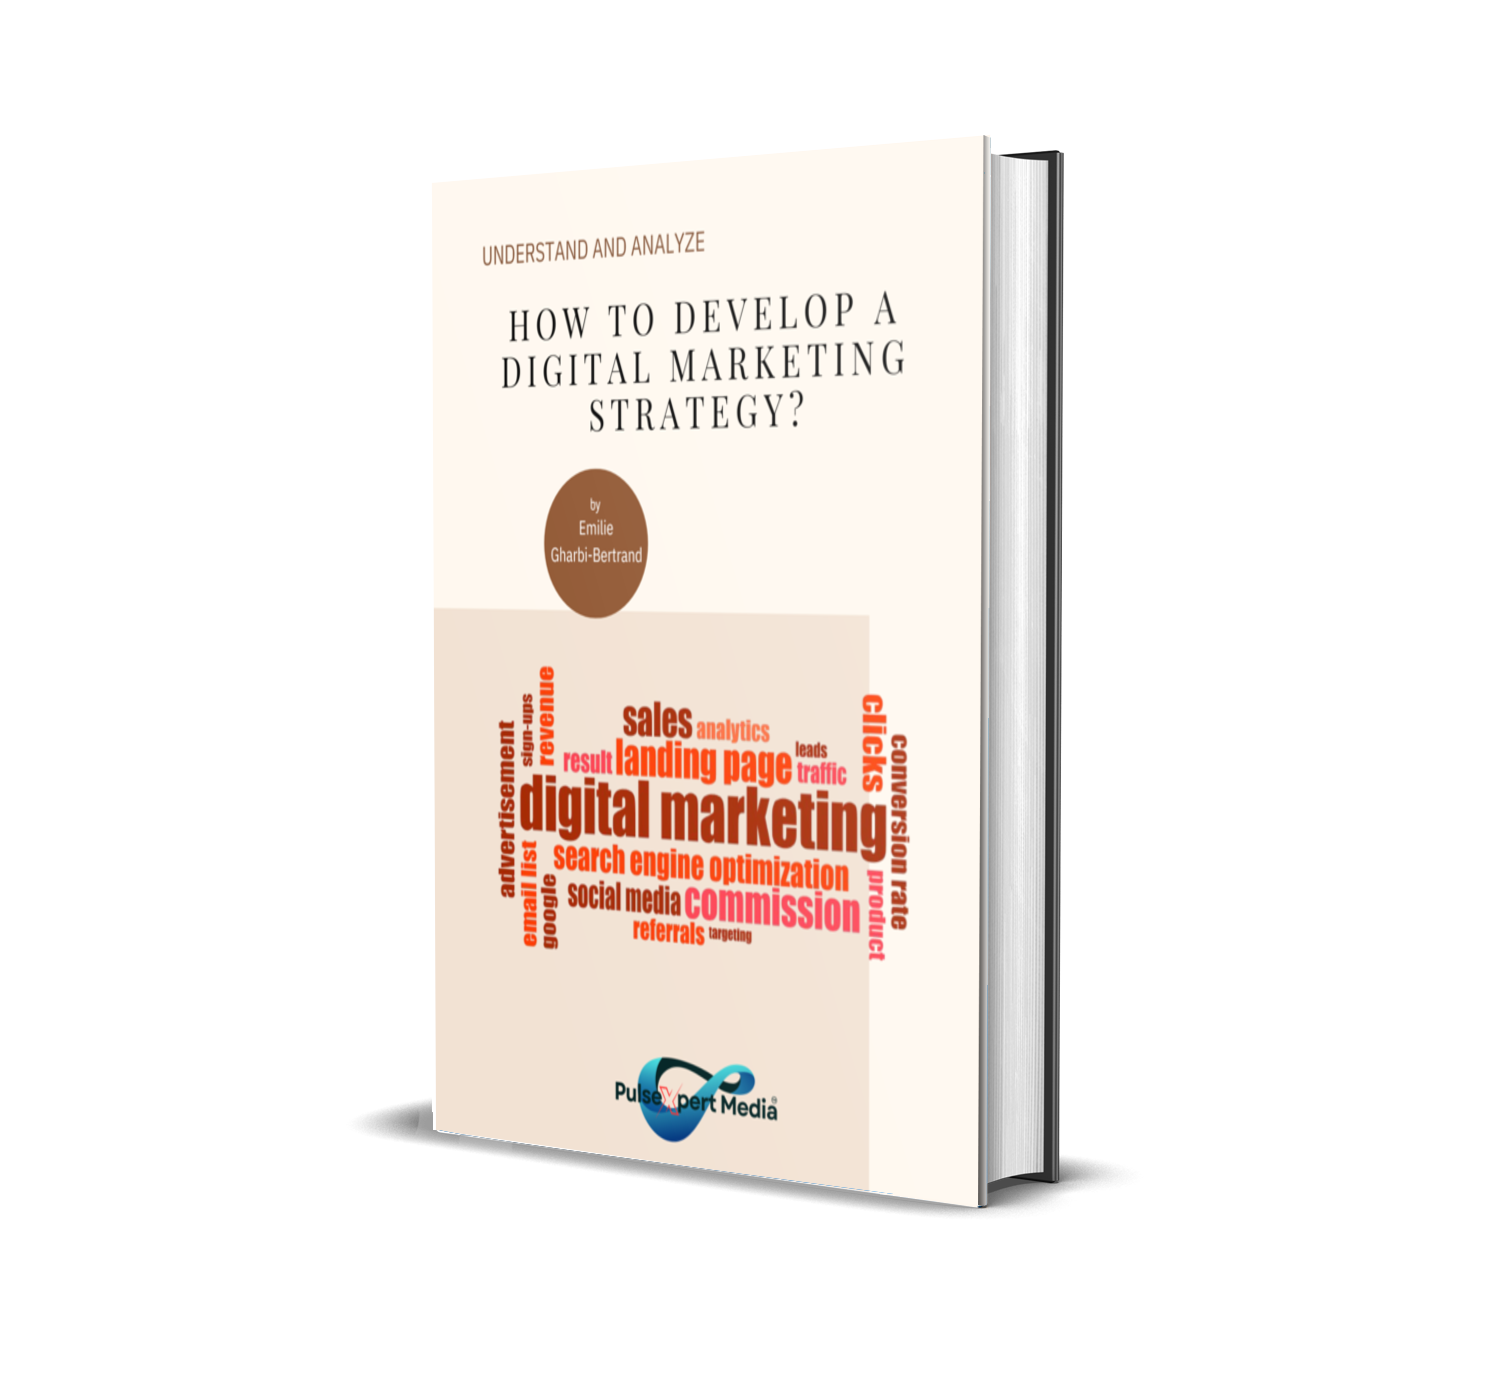 UNDERSTAND AND ANALYZE
HOW TO DEVELOP A
DIGITAL MARKETING
STRATEGY?
by
Emilie
Gharbi-Bertrand
revenue
sign-ups
advertisement
sales analytics
leads
result landing page traffic
clicks
conversion rate
digital marketing
search engine optimization
email list
google
social media commission
product
referrals targeting
PulseXpert Media®